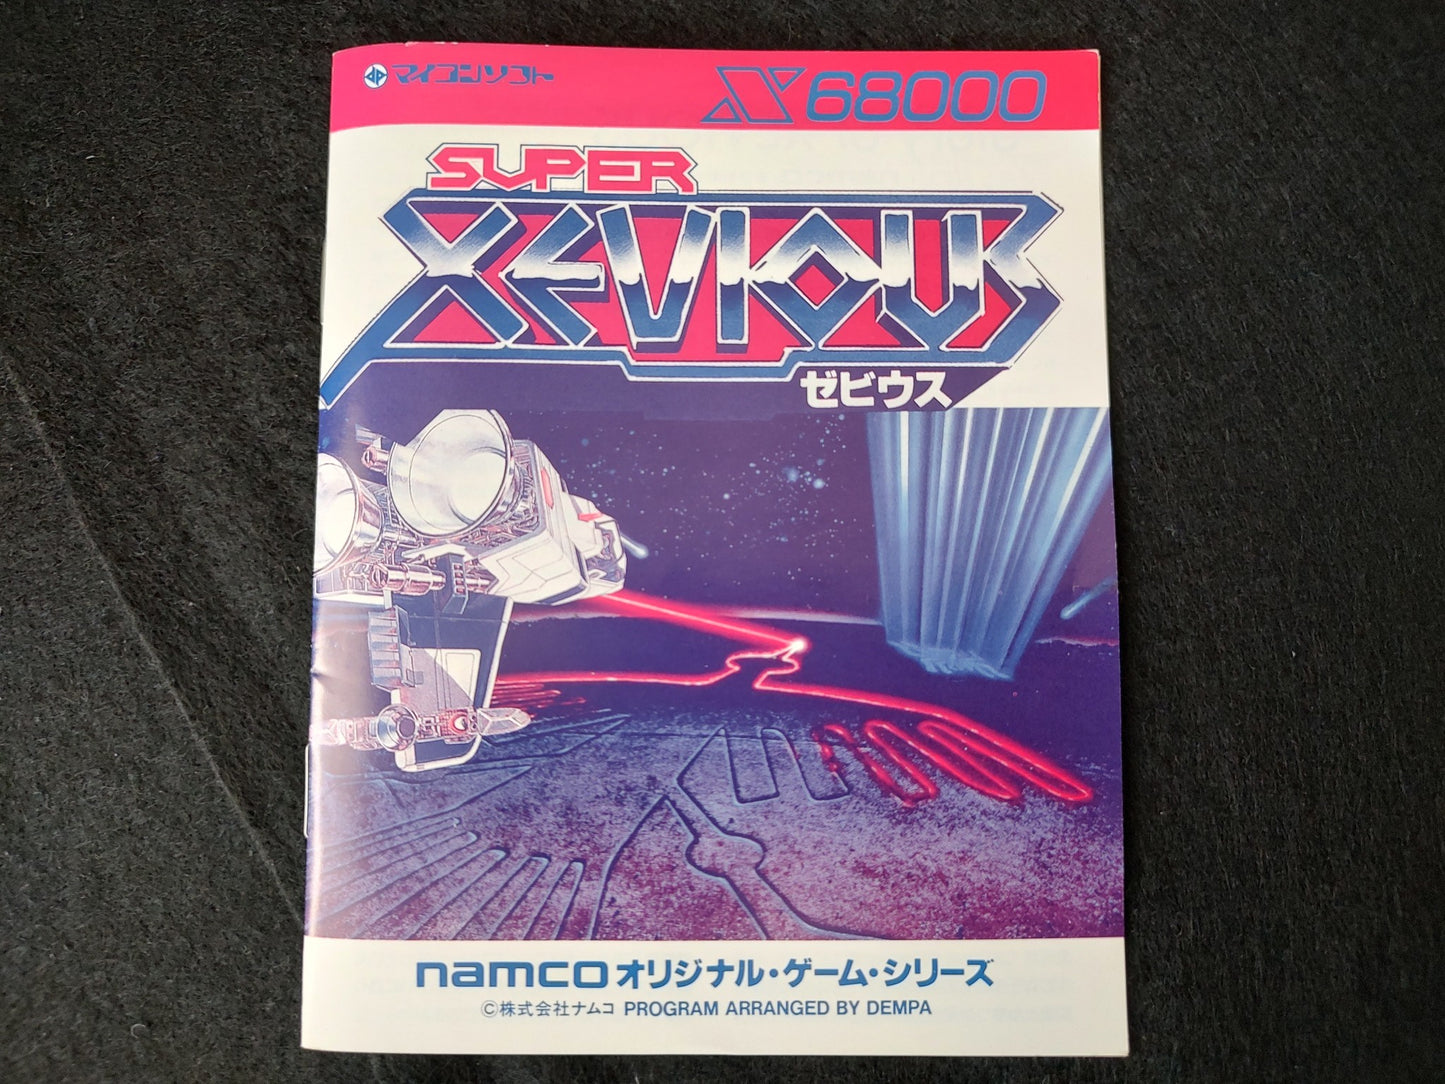 マイコンソフト X68000
SUPER
XEVIOUS
ゼビウス
namcoオリジナル・ゲーム・シリーズ
©株式会社ナムコ PROGRAM ARRANGED BY DEMPA